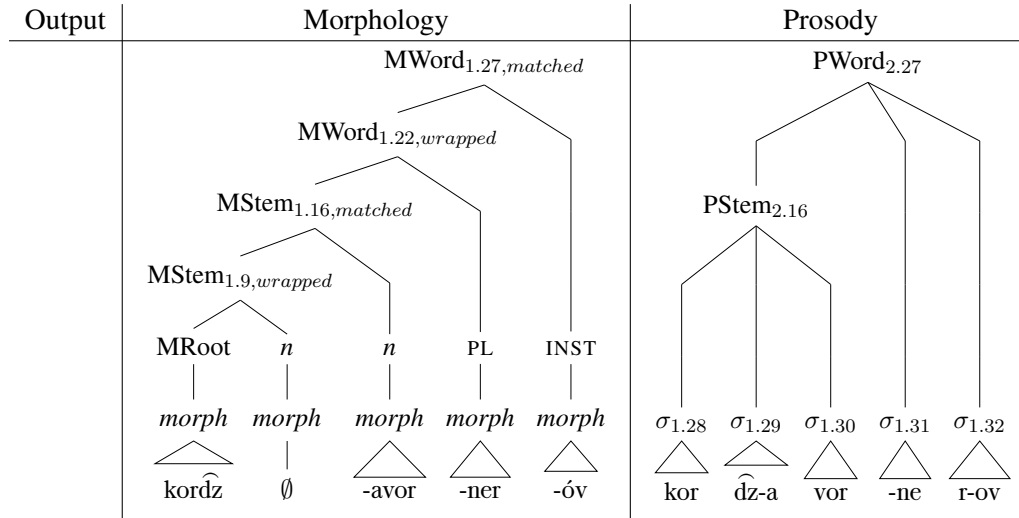 Output Morphology Prosody
MWord1.27,matched PWord2.27
MWord1.22,wrapped
MStem1.16,matched PStem2.16
MStem1.9,wrapped
MRoot n n PL INST
morph morph morph morph morph σ1.28 σ1.29 σ1.30 σ1.31 σ1.32
kord͡z ∅ -avor -ner -óv kor d͡z-a vor -ne r-ov